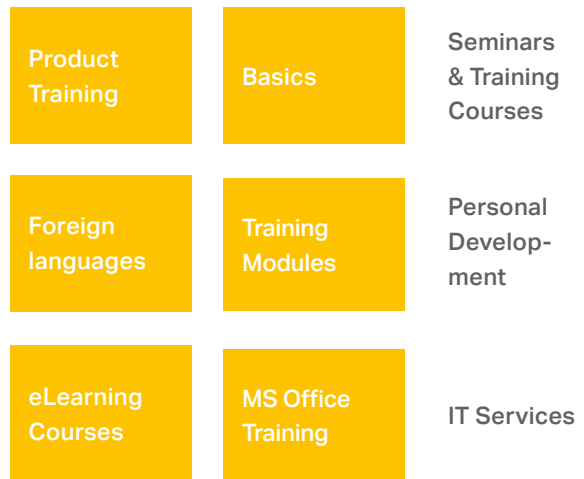 Product
Training
Basics
Seminars
& Training
Courses
Foreign
languages
Training
Modules
Personal
Develop-
ment
eLearning
Courses
MS Office
Training
IT Services